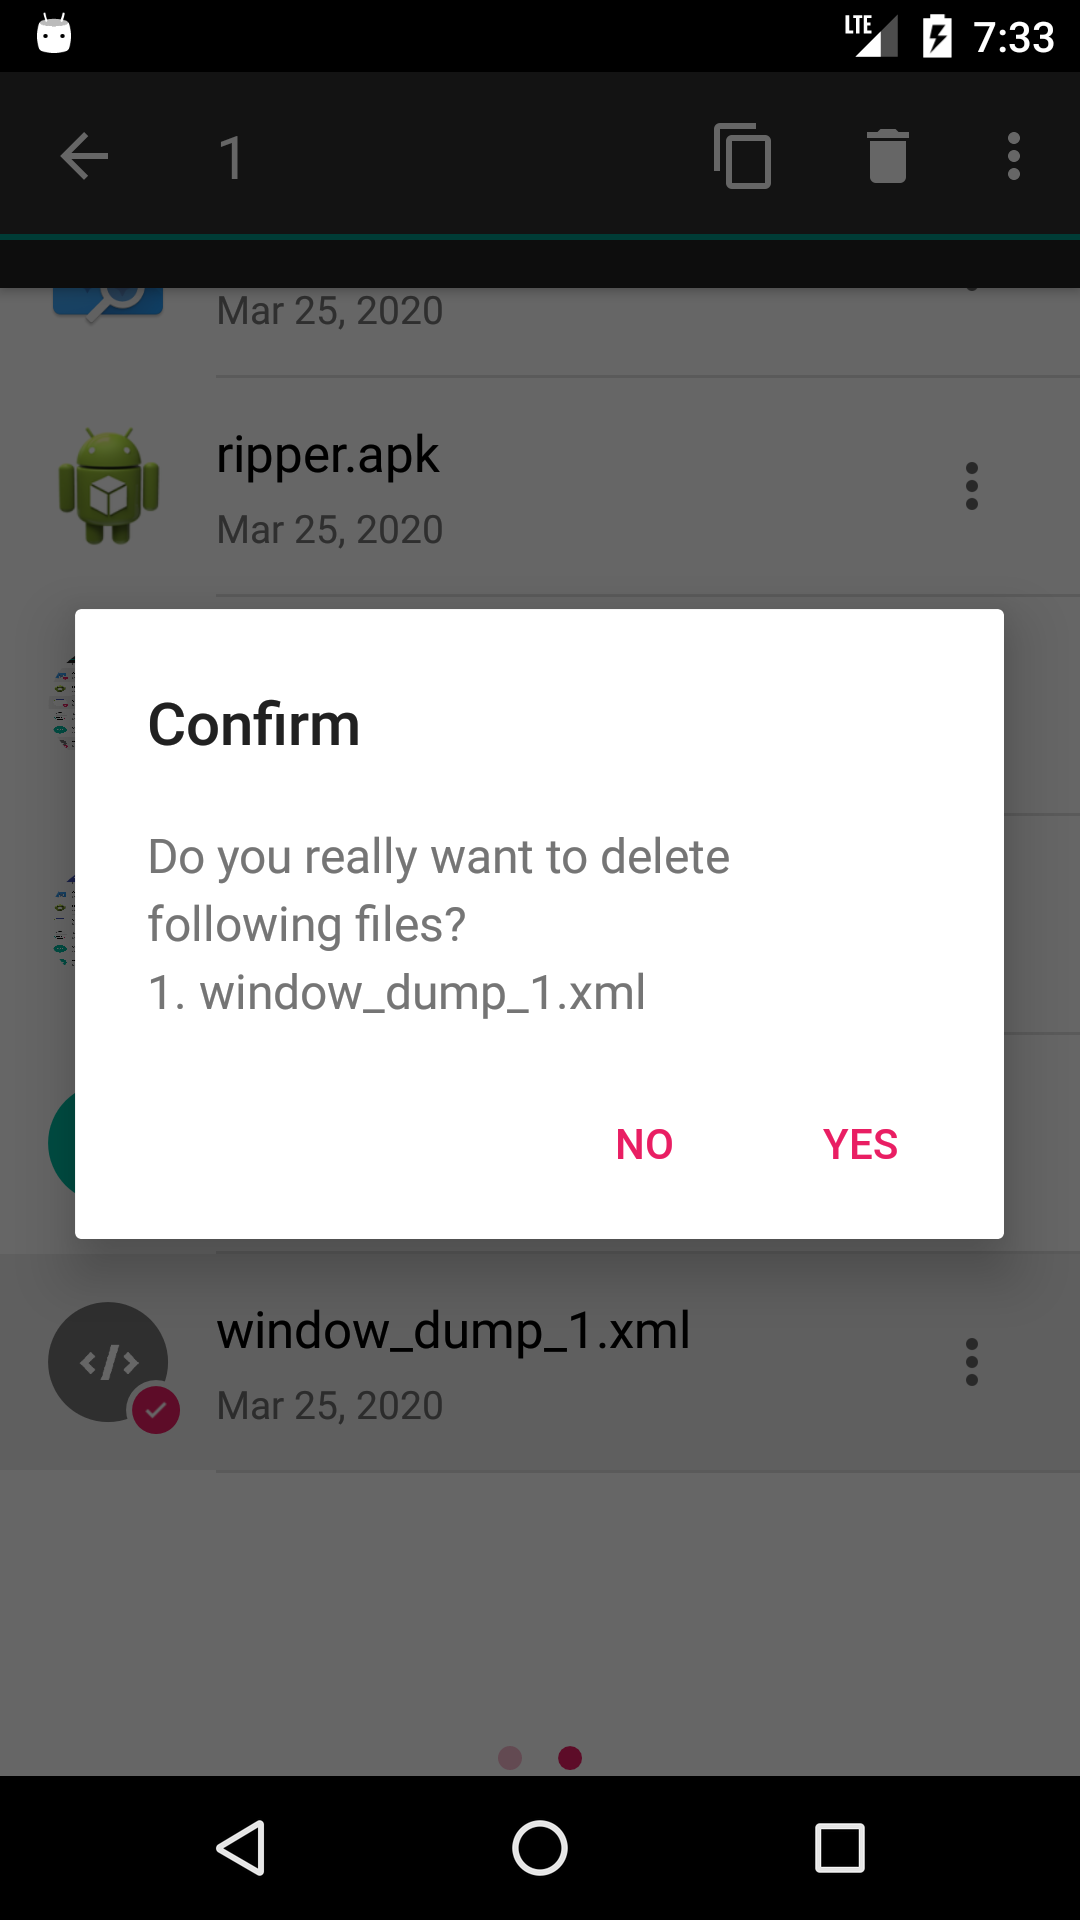 LTE 7:33
1
Mar 25, 2020
ripper.apk
Mar 25, 2020
Confirm
Do you really want to delete
following files?
1. window_dump_1.xml
NO YES
window_dump_1.xml
Mar 25, 2020